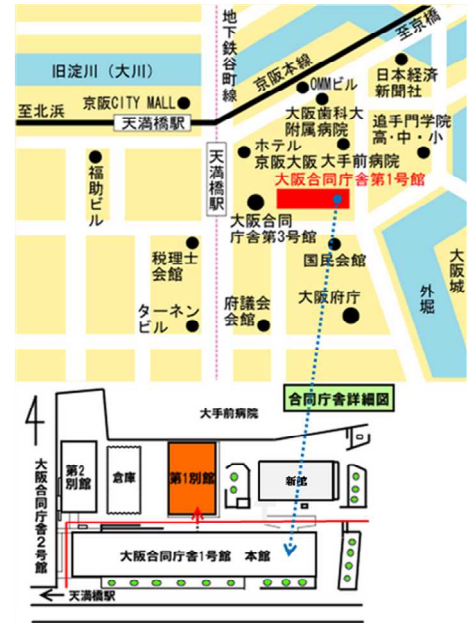 地下鉄谷町線
至京橋
旧淀川（大川）
京阪本線
OMMビル
日本経済
新聞社
京阪CITY MALL
至北浜
天満橋駅
大阪歯科大
附属病院
追手門学院
高・中・小
ホテル
京阪大阪
大手前病院
福助ビル
天満橋駅
大阪合同庁舎第1号館
大阪合同
庁舎第3号館
税理士
会館
国民会館
大阪城
外堀
ターネン
ビル
府議会
会館
大阪府庁
合同庁舎詳細図
大手前病院
4
大阪合同庁舎2号館
第2
別館
倉庫
第1別館
新館
大阪合同庁舎1号館 本館
天満橋駅